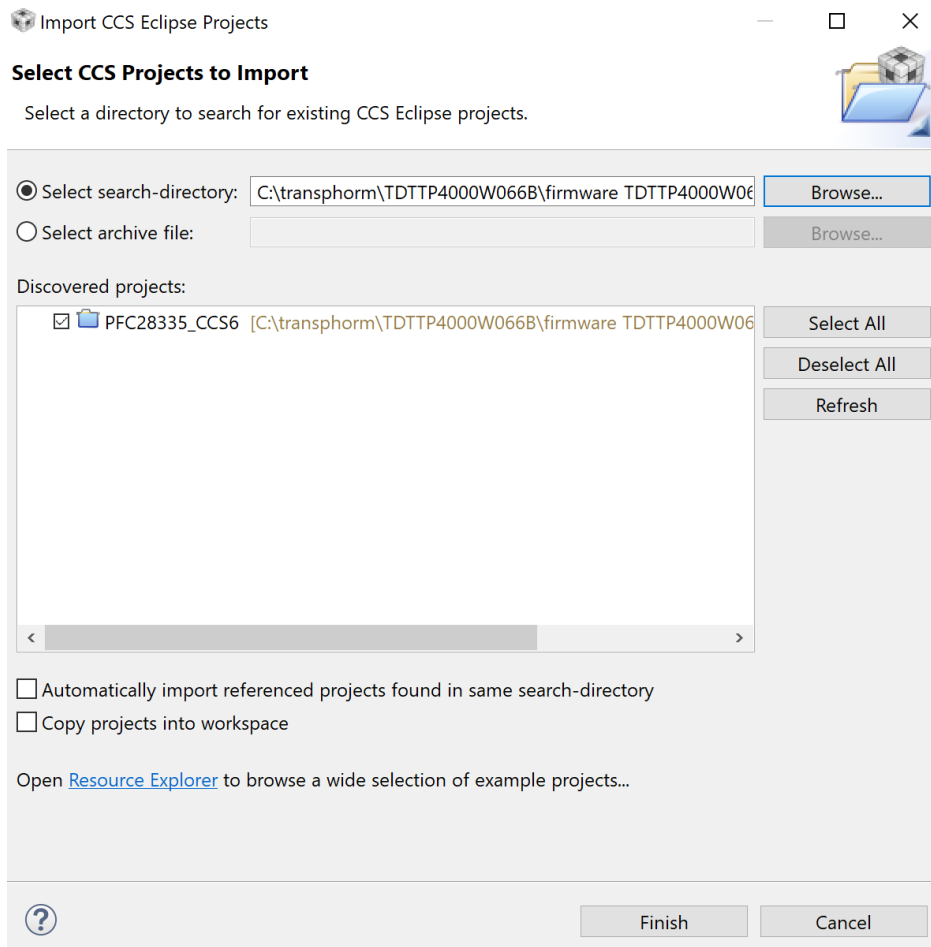 Import CCS Eclipse Projects
Select CCS Projects to Import
Select a directory to search for existing CCS Eclipse projects.
Select search-directory: C:\transphorm\TDTTP4000W066B\firmware TDTTP4000W06 Browse...
Select archive file: Browse...
Discovered projects:
PFC28335_CCS6 [C:\transphorm\TDTTP4000W066B\firmware TDTTP4000W06 Select All
Deselect All
Refresh
Automatically import referenced projects found in same search-directory
Copy projects into workspace
Open Resource Explorer to browse a wide selection of example projects...
? Finish Cancel